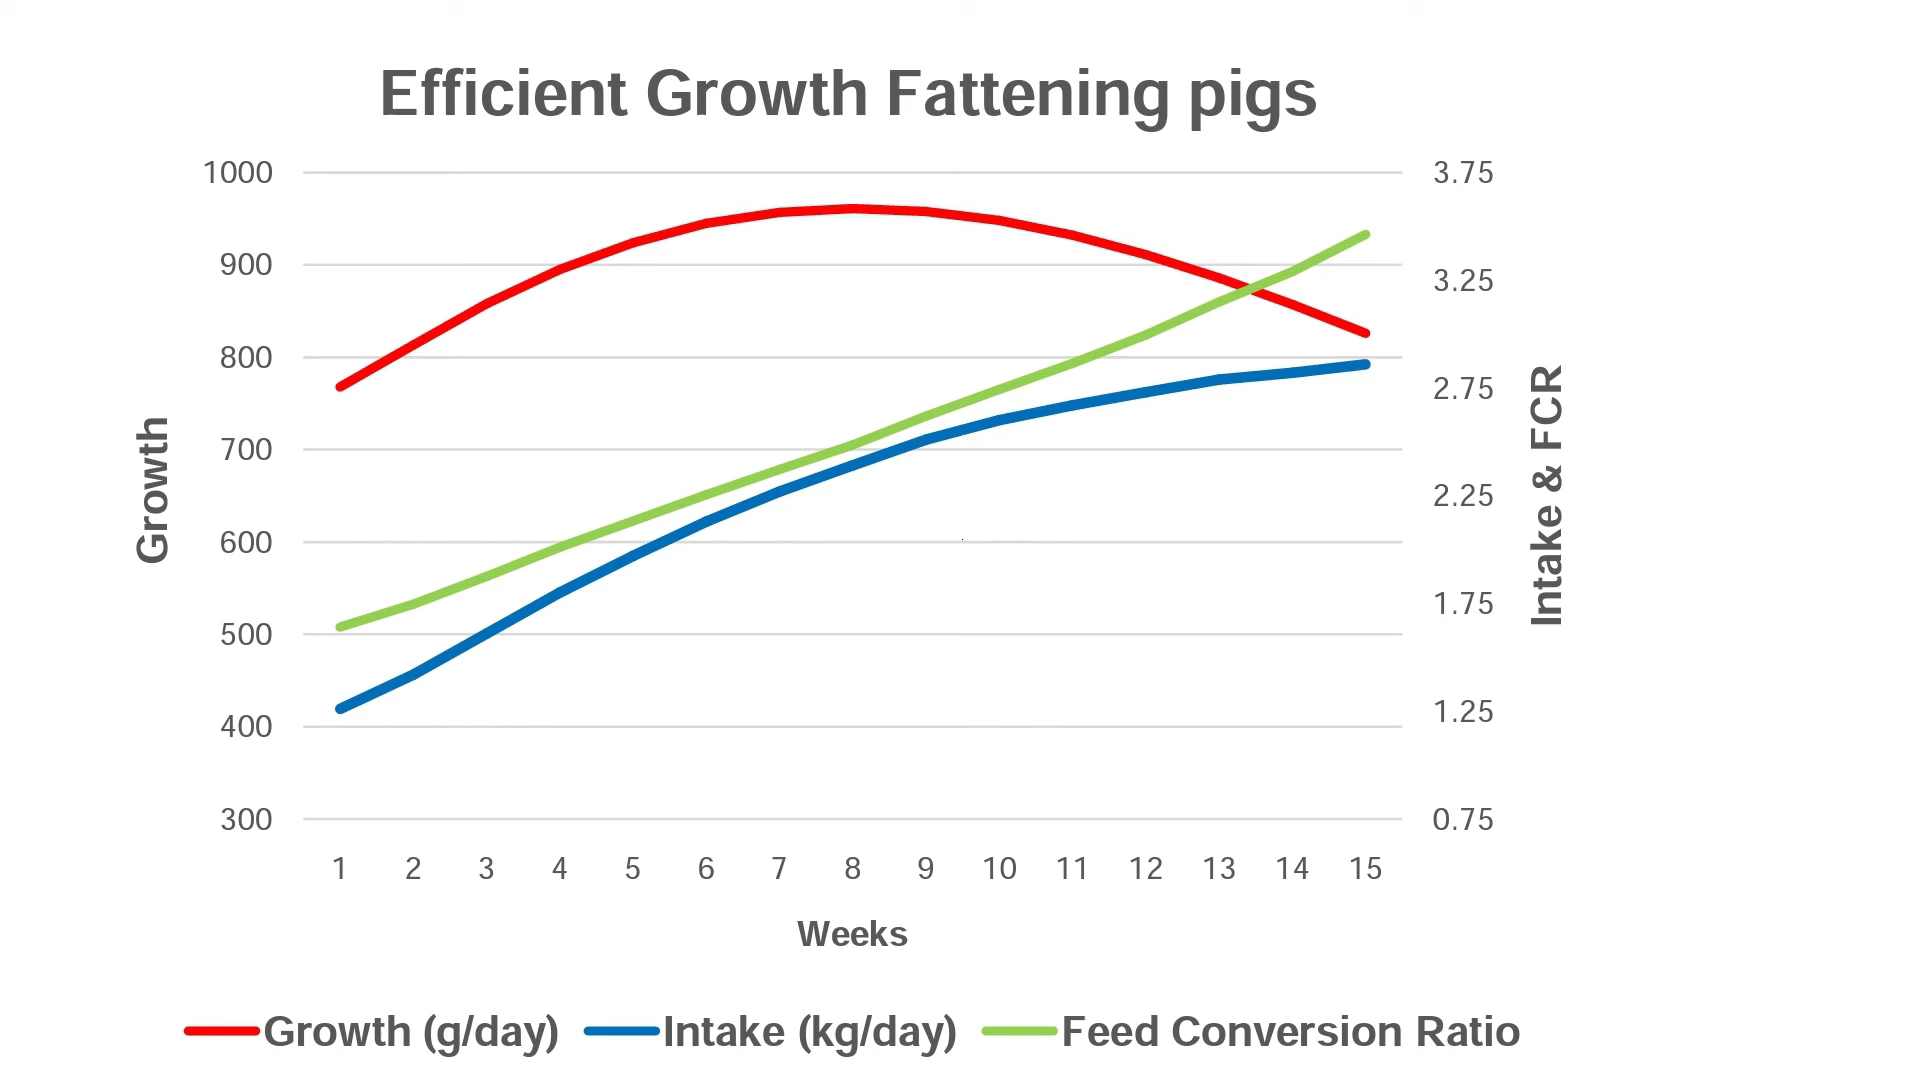 Efficient Growth Fattening pigs
1000
900
800
700
600
500
400
300
Growth
3.75
3.25
2.75
2.25
1.75
1.25
0.75
Intake & FCR
1 2 3 4 5 6 7 8 9 10 11 12 13 14 15
Weeks
Growth (g/day) Intake (kg/day) Feed Conversion Ratio